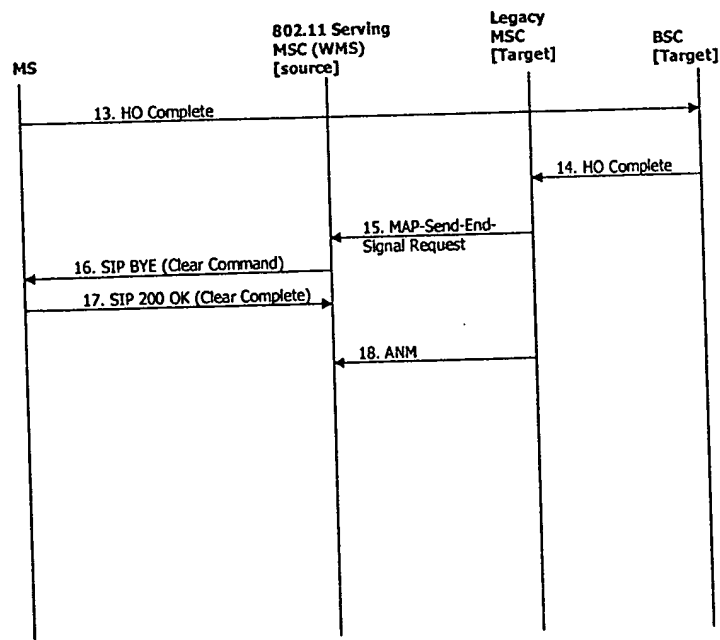 MS
802.11 Serving
MSC (WMS)
[source]
Legacy
MSC
[Target]
BSC
[Target]
13. HO Complete
14. HO Complete
15. MAP-Send-End-
Signal Request
16. SIP BYE (Clear Command)
17. SIP 200 OK (Clear Complete)
18. ANM